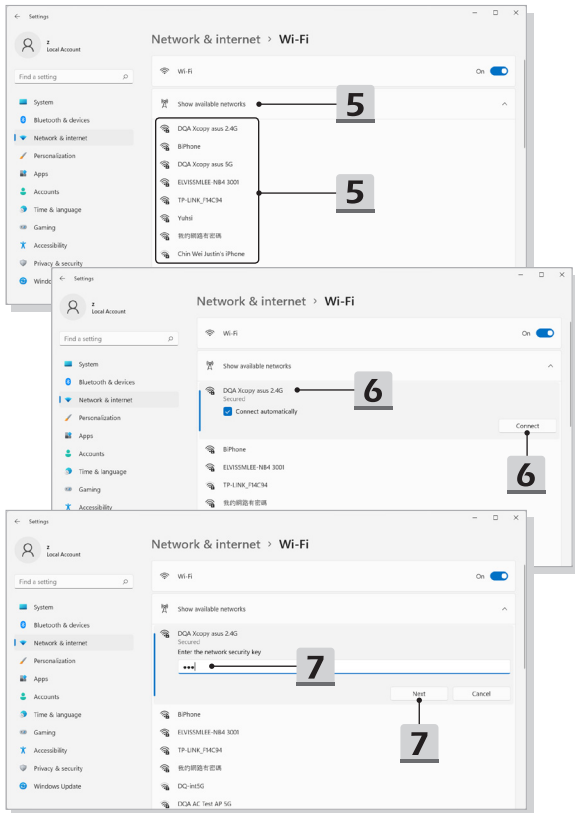 ← Settings
z
Local Account
Network & internet > Wi-Fi
Find a setting
Wi-Fi
On
System
Show available networks
5
Bluetooth & devices
DQA Xcopy asus 2.4G
Network & internet
BiPhone
Personalization
DQA Xcopy asus 5G
Apps
ELVISSMLEE-NB4 3001
5
Accounts
TP-LINK_F14C94
Time & language
Yuhsi
Gaming
我的網路有密碼
Accessibility
Chin Wei Justin's iPhone
Privacy & security
Windo
← Settings
z
Local Account
Network & internet > Wi-Fi
Find a setting
Wi-Fi
On
System
Show available networks
Bluetooth & devices
DQA Xcopy asus 2.4G
6
Secured
Network & internet
Connect automatically
Personalization
Connect
Apps
BiPhone
6
Accounts
ELVISSMLEE-NB4 3001
Time & language
TP-LINK_F14C94
Gaming
我的網路有密碼
Accessibility
← Settings
z
Local Account
Network & internet > Wi-Fi
Find a setting
Wi-Fi
On
System
Show available networks
Bluetooth & devices
DQA Xcopy asus 2.4G
Secured
Network & internet
Enter the network security key
Personalization
•••
7
Apps
Next
Cancel
Accounts
Time & language
BiPhone
7
Gaming
ELVISSMLEE-NB4 3001
Accessibility
TP-LINK_F14C94
Privacy & security
我的網路有密碼
Windows Update
DQ-int5G
DQA AC Test AP 5G